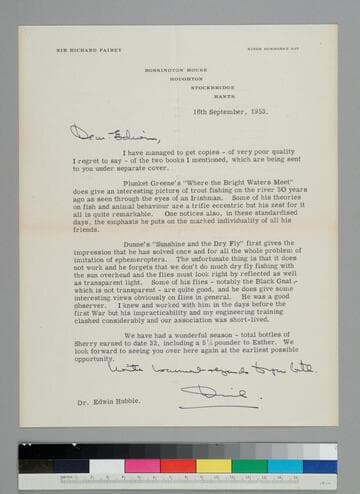 SIR RICHARD FAIREY
BOSSINGTON HOUSE
HOUGHTON
STOCKBRIDGE
HANTS
16th September, 1953.
Dear Edwin,
I have managed to get copies - of very poor quality
I regret to say - of the two books I mentioned, which are being sent
to you under separate cover.
Plunket Greene's "Where the Bright Waters Meet"
does give an interesting picture of trout fishing on the river 50 years
ago as seen through the eyes of an Irishman. Some of his theories
on fish and animal behaviour are a trifle eccentric but his zest for it
all is quite remarkable. One notices also, in these standardised
days, the emphasis he puts on the marked individuality of all his
friends.
Dunne's "Sunshine and the Dry Fly" first gives the
impression that he has solved once and for all the whole problem of
imitation of ephemeroptera. The unfortunate thing is that it does
not work and he forgets that we don't do much dry fly fishing with
the sun overhead and the flies must look right by reflected as well
as transparent light. Some of his flies - notably the Black Gnat -
which is not transparent - are quite good, and he does give some
interesting views obviously on flies in general. He was a good
observer. I knew and worked with him in the days before the
first War but his impracticability and my engineering training
clashed considerably and our association was short-lived.
We have had a wonderful season - total bottles of
Sherry earned to date 32, including a 5½ pounder to Esther. We
look forward to seeing you over here again at the earliest possible
opportunity.
regards to you both
Dick.
Dr. Edwin Hubble.